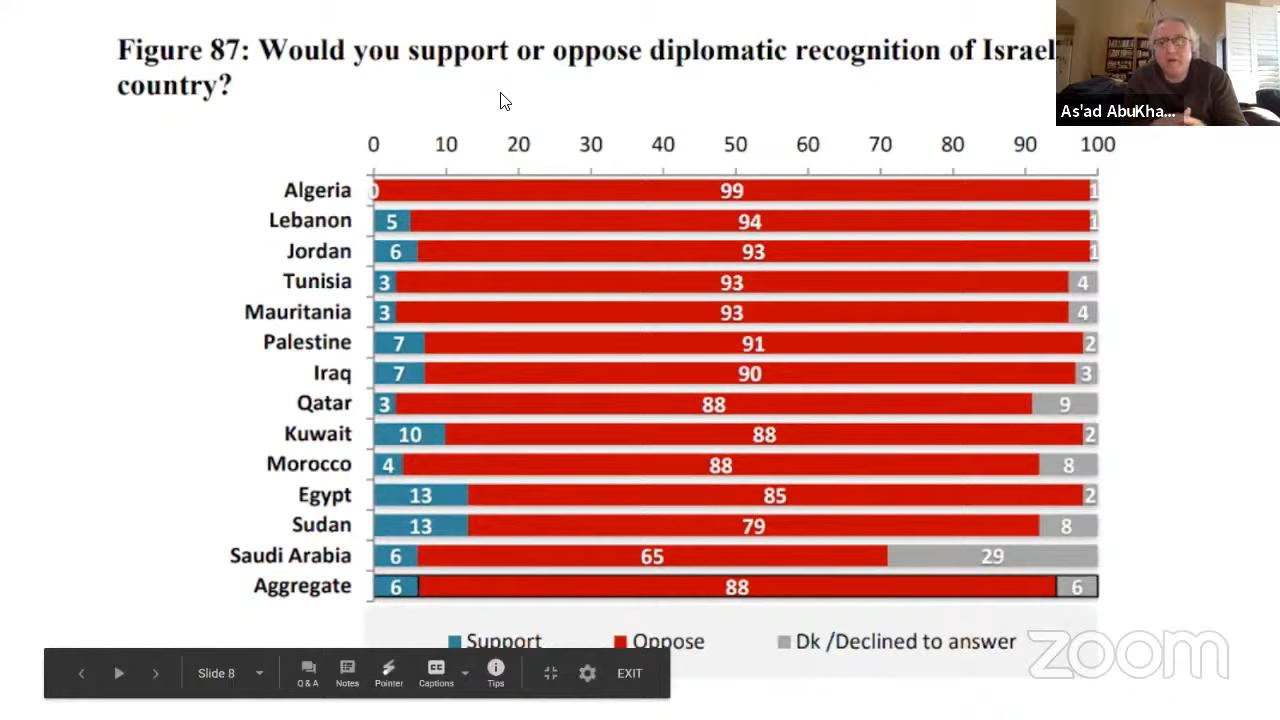 Figure 87: Would you support or oppose diplomatic recognition of Israel
country?
As'ad AbuKha...
0 10 20 30 40 50 60 70 80 90 100
Algeria 0 99 1
Lebanon 5 94 1
Jordan 6 93 1
Tunisia 3 93 4
Mauritania 3 93 4
Palestine 7 91 2
Iraq 7 90 3
Qatar 3 88 9
Kuwait 10 88 2
Morocco 4 88 8
Egypt 13 85 2
Sudan 13 79 8
Saudi Arabia 6 65 29
Aggregate 6 88 6
Support Oppose Dk /Declined to answer
zoom
Slide 8 Q & A Notes Pointer Captions Tips EXIT